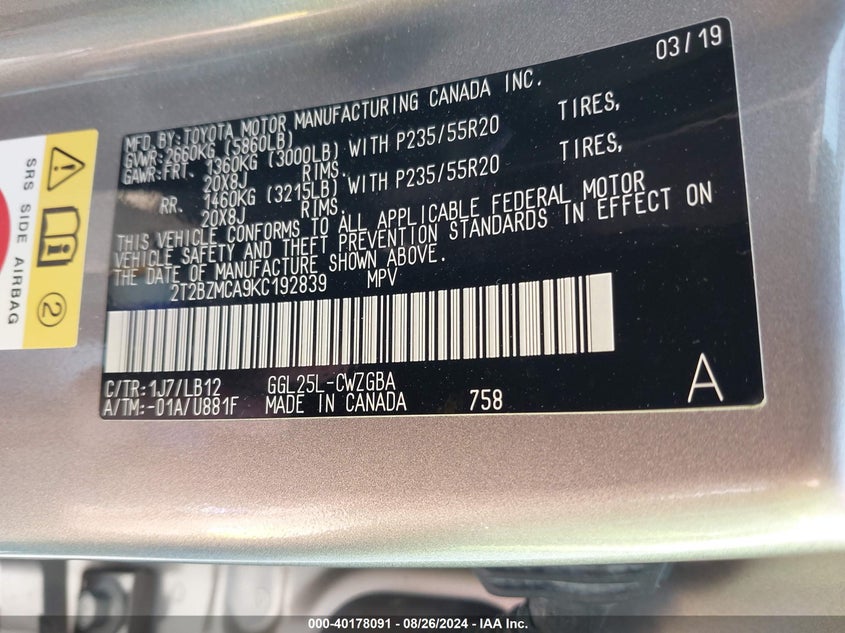 03/19
MFD. BY: TOYOTA MOTOR MANUFACTURING CANADA INC.
GVWR: 2660KG (5860LB)
GAWR: FRT. 1360KG (3000LB) WITH P235/55R20 TIRES,
20X8J RIMS.
RR. 1460KG (3215LB) WITH P235/55R20 TIRES,
20X8J RIMS.
THIS VEHICLE CONFORMS TO ALL APPLICABLE FEDERAL MOTOR
VEHICLE SAFETY AND THEFT PREVENTION STANDARDS IN EFFECT ON
THE DATE OF MANUFACTURE SHOWN ABOVE.
2T2BZMCA9KC192839 MPV
C/TR: 1J7/LB12 GGL25L-CWZGBA
A/TM:-01A/U881F MADE IN CANADA 758
A
SRS SIDE AIRBAG
2
000-40178091 - 08/26/2024 - IAA Inc.